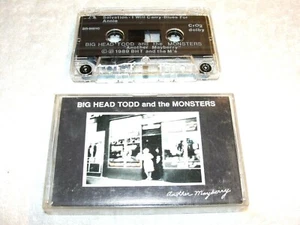 Salvation. I Will Carry. Blues For
Annie
BIG HEAD TODD and the MONSTERS
Another Mayberry
1989 BHT and the M's
dolby
BIG HEAD TODD and the MONSTERS
Another Mayberry